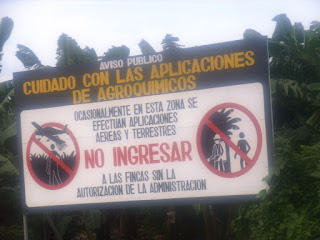 AVISO PUBLICO
CUIDADO CON LAS APLICACIONES
DE AGROQUIMICOS
OCASIONALMENTE EN ESTA ZONA SE
EFECTUAN APLICACIONES
AEREAS Y TERRESTRES
NO INGRESAR
A LAS FINCAS SIN LA
AUTORIZACION DE LA ADMINISTRACION